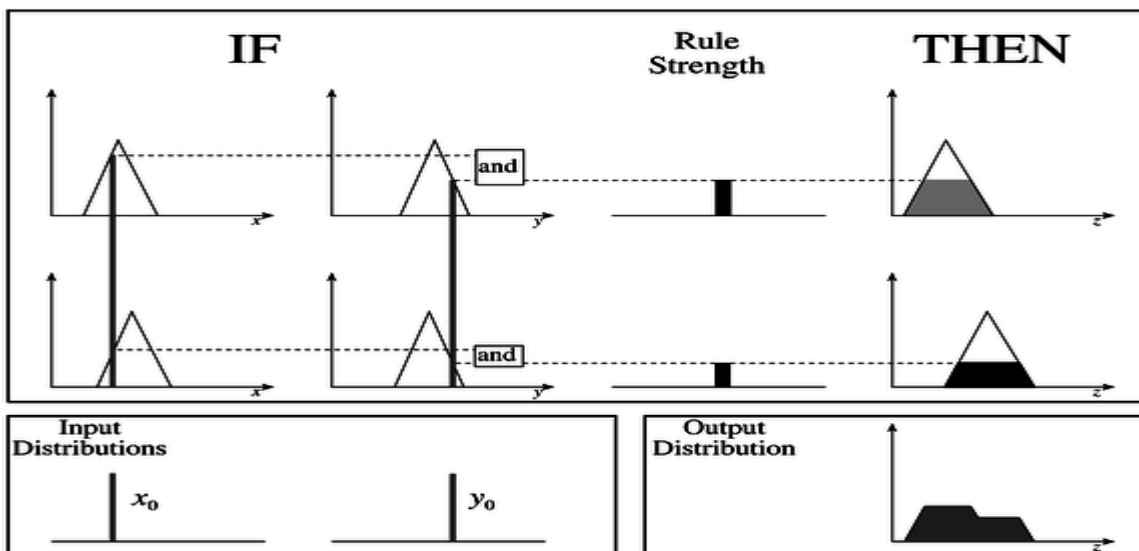 IF
Rule
Strength
THEN
and
x
y
z
and
x
y
z
Input
Distributions
x₀
y₀
Output
Distribution
z